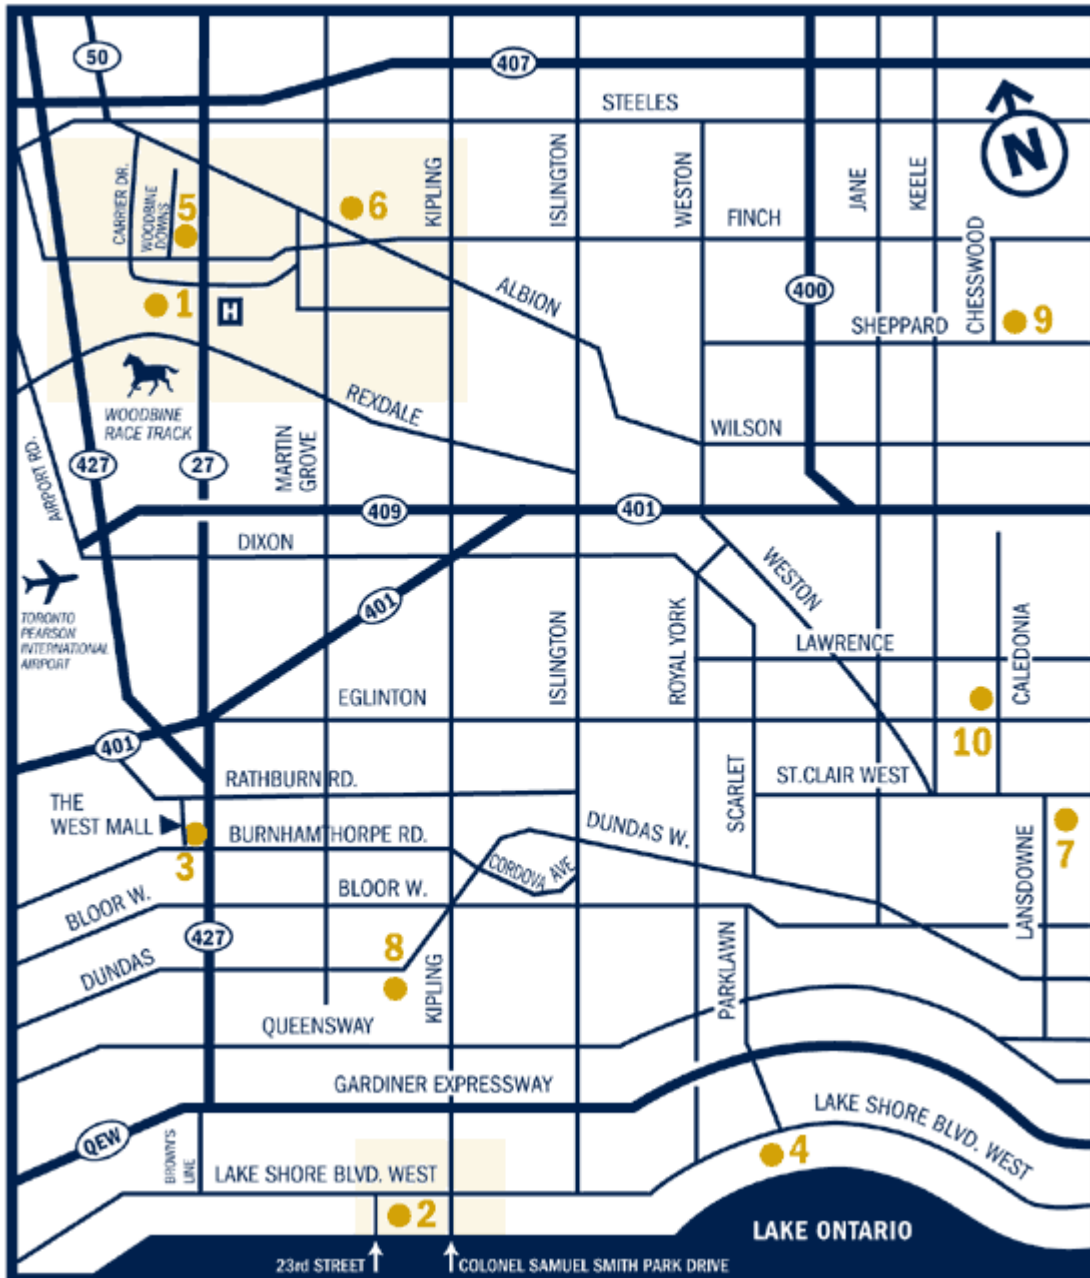 50
407
STEELES
N
CARRIER DR.
WOODBINE
DOWNS
5
6
KIPLING
ISLINGTON
WESTON
FINCH
JANE
KEELE
CHESSWOOD
1
H
ALBION
400
SHEPPARD
9
WOODBINE
RACE TRACK
REXDALE
WILSON
AIRPORT RD.
427
27
MARTIN
GROVE
409
401
DIXON
WESTON
TORONTO
PEARSON
INTERNATIONAL
AIRPORT
401
ISLINGTON
ROYAL YORK
LAWRENCE
CALEDONIA
EGLINTON
10
401
RATHBURN RD.
SCARLET
ST.CLAIR WEST
THE
WEST MALL
3
BURNHAMTHORPE RD.
DUNDAS W.
7
LANSDOWNE
BLOOR W.
BLOOR W.
CORDOVA AVE
427
8
DUNDAS
KIPLING
PARKLAWN
QUEENSWAY
GARDINER EXPRESSWAY
QEW
BROWN'S
LINE
LAKE SHORE BLVD. WEST
LAKE SHORE BLVD. WEST
4
2
LAKE ONTARIO
23rd STREET
COLONEL SAMUEL SMITH PARK DRIVE